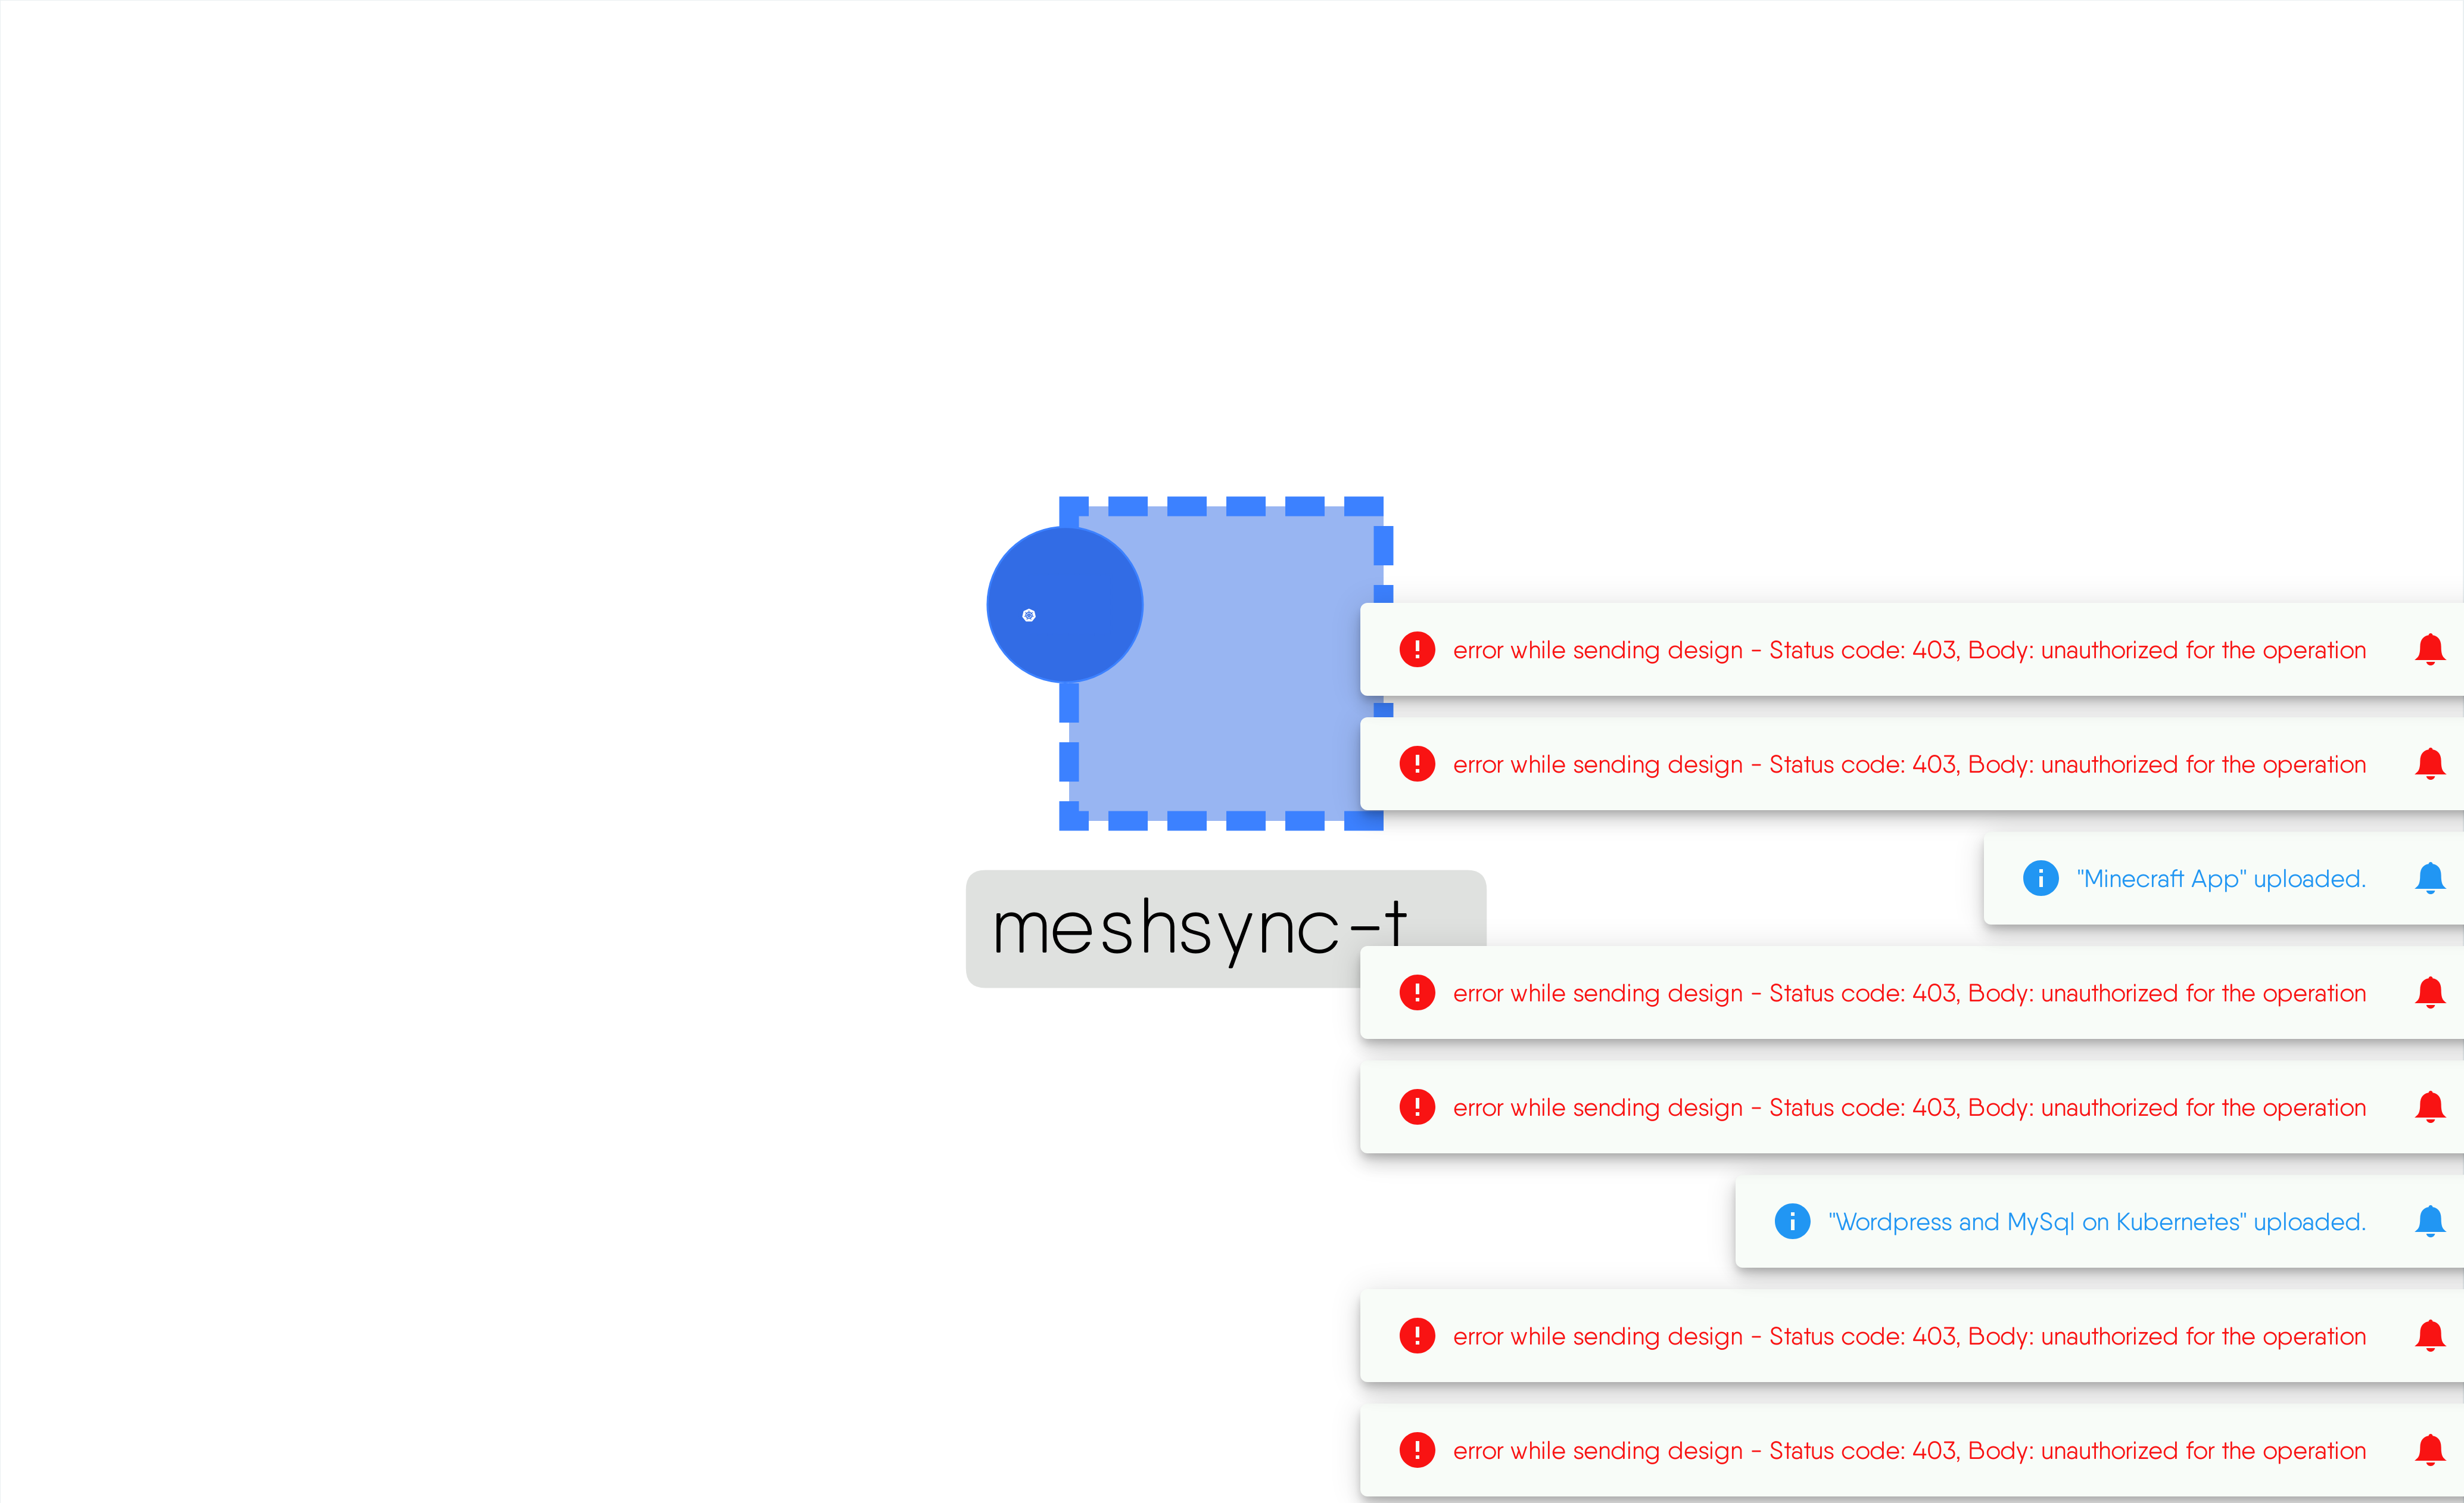 error while sending design - Status code: 403, Body: unauthorized for the operation
error while sending design - Status code: 403, Body: unauthorized for the operation
"Minecraft App" uploaded.
meshsync-t
error while sending design - Status code: 403, Body: unauthorized for the operation
error while sending design - Status code: 403, Body: unauthorized for the operation
"Wordpress and MySql on Kubernetes" uploaded.
error while sending design - Status code: 403, Body: unauthorized for the operation
error while sending design - Status code: 403, Body: unauthorized for the operation